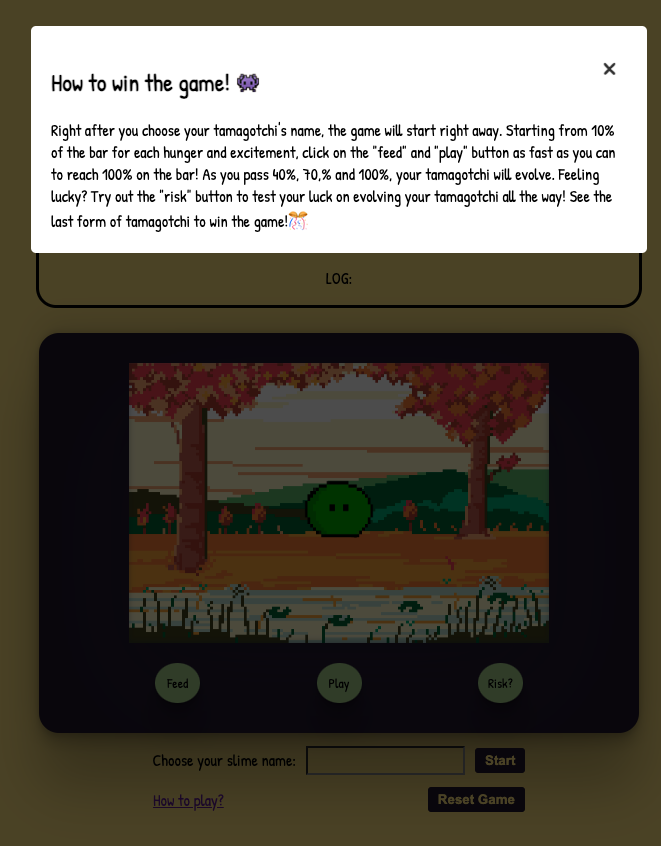 How to win the game! 👾
Right after you choose your tamagotchi's name, the game will start right away. Starting from 10%
of the bar for each hunger and excitement, click on the "feed" and "play" button as fast as you can
to reach 100% on the bar! As you pass 40%, 70,% and 100%, your tamagotchi will evolve. Feeling
lucky? Try out the "risk" button to test your luck on evolving your tamagotchi all the way! See the
last form of tamagotchi to win the game!🎊
LOG:
Feed Play Risk?
Choose your slime name: Start
How to play? Reset Game